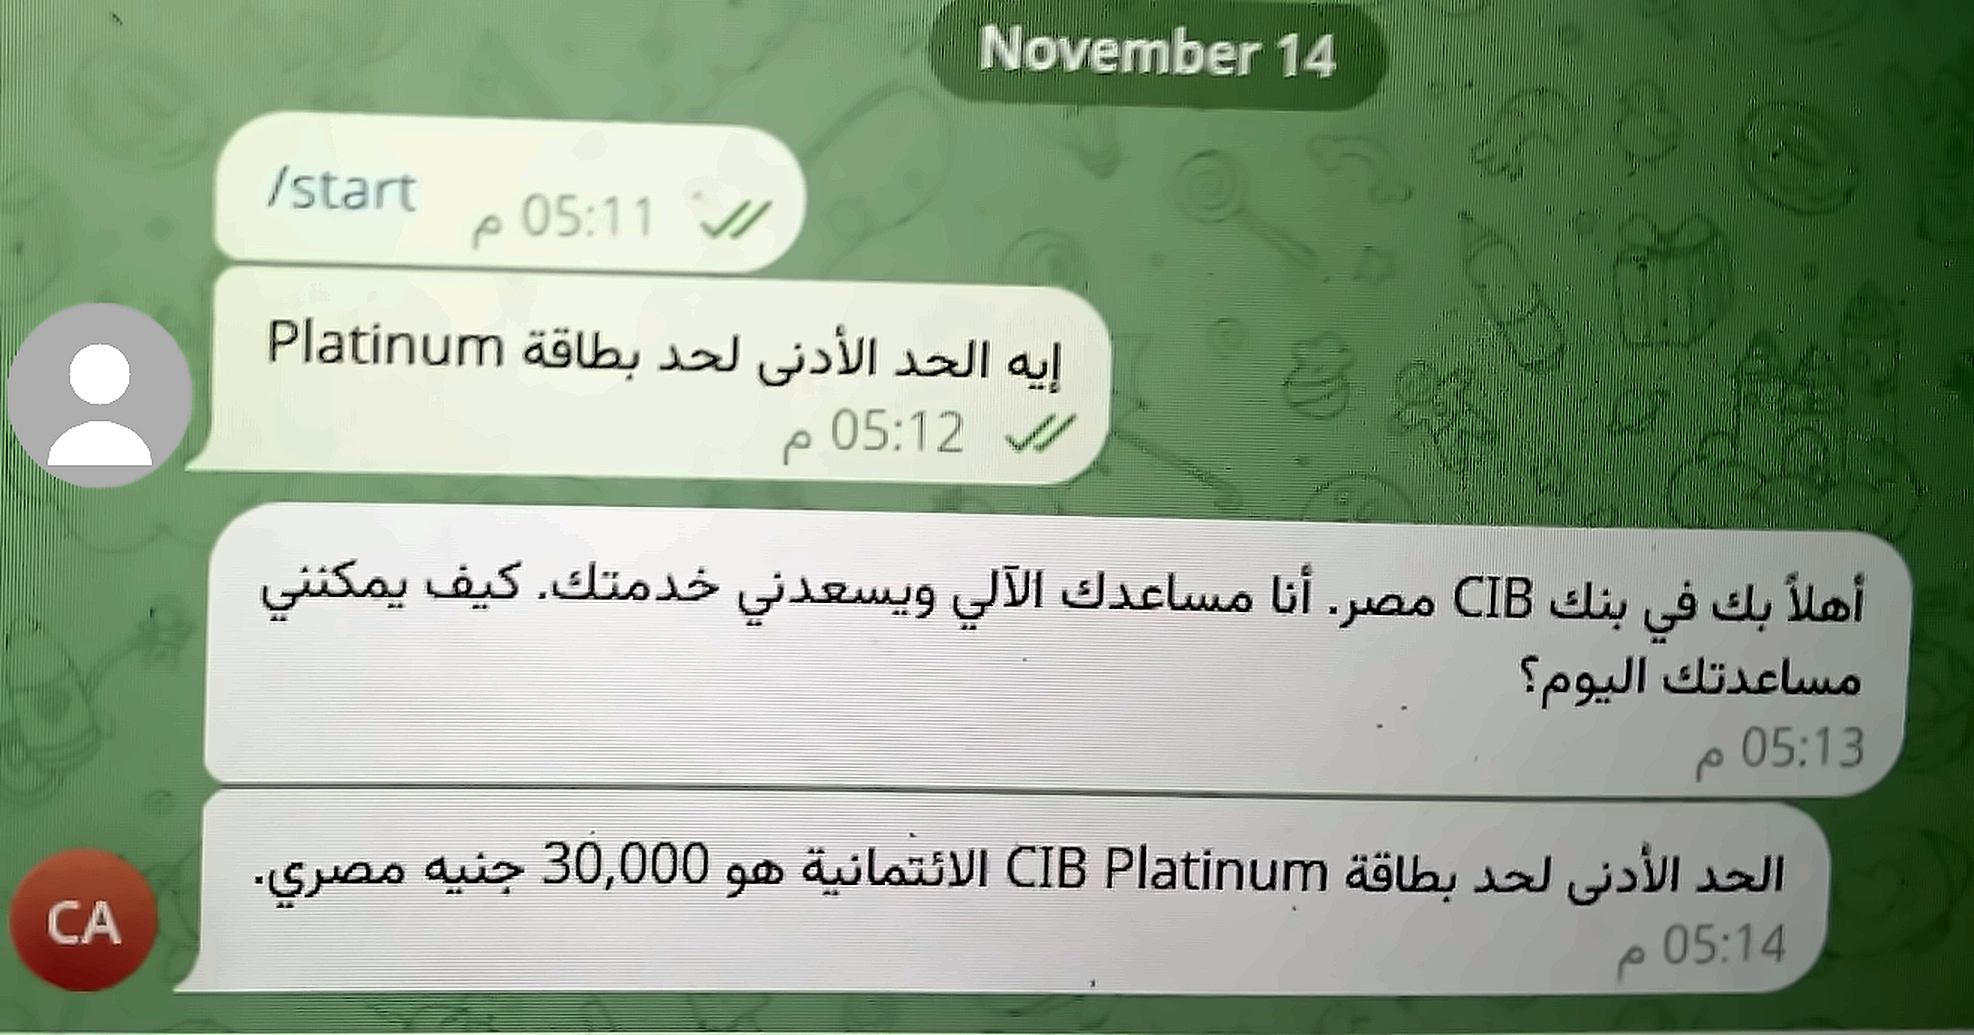 November 14
/start
05:11 م
إيه الحد الأدنى لحد بطاقة Platinum
05:12 م
أهلاً بك في بنك CIB مصر. أنا مساعدك الآلي ويسعدني خدمتك. كيف يمكنني
مساعدتك اليوم؟
05:13 م
الحد الأدنى لحد بطاقة CIB Platinum الائتمانية هو 30,000 جنيه مصري.
CA
05:14 م